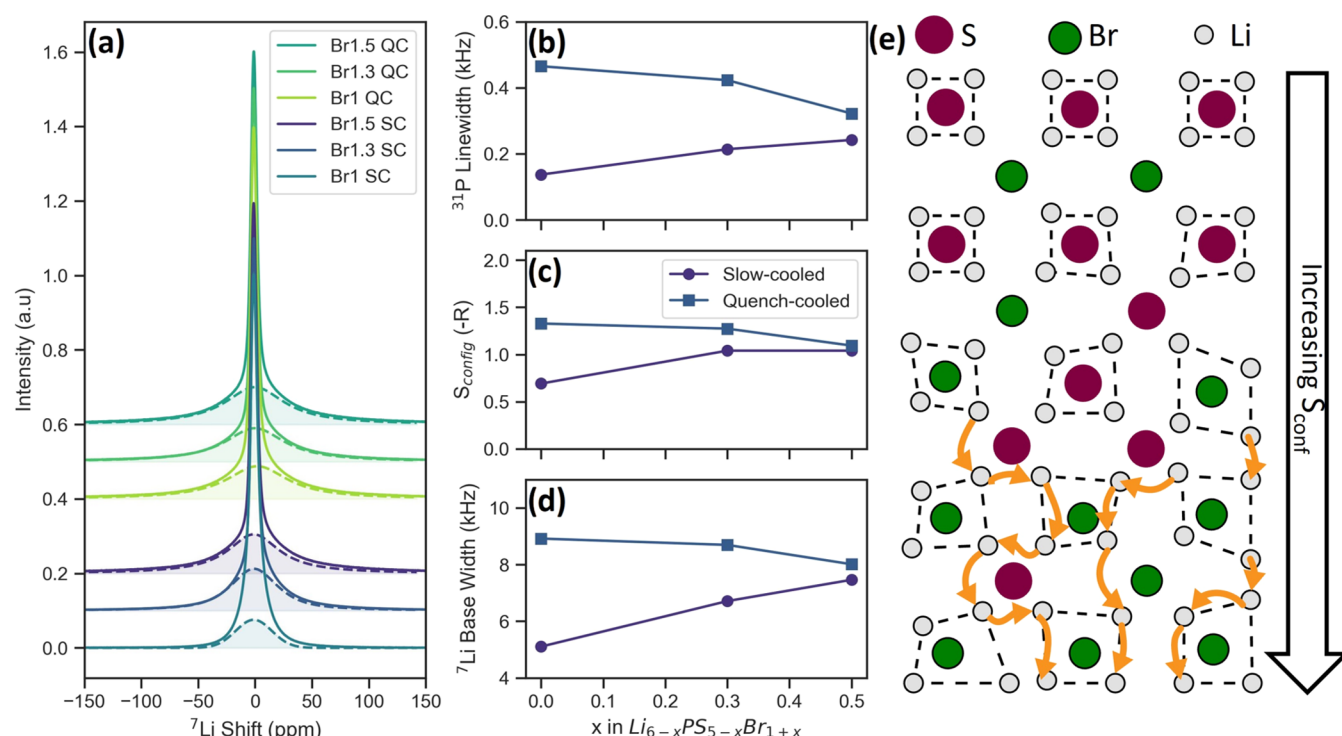 (a)
Br1.5 QC
Br1.3 QC
Br1 QC
Br1.5 SC
Br1.3 SC
Br1 SC
Intensity (a.u)
1.6
1.4
1.2
1.0
0.8
0.6
0.4
0.2
0.0
−150 −100 −50 0 50 100 150
⁷Li Shift (ppm)
(b)
³¹P Linewidth (kHz)
0.6
0.4
0.2
0.0
(c)
Slow-cooled
Quench-cooled
S_config (-R)
2.0
1.5
1.0
0.5
0.0
(d)
⁷Li Base Width (kHz)
10
8
6
4
0.0 0.1 0.2 0.3 0.4 0.5
x in Li₆₋ₓPS₅₋ₓBr₁₊ₓ
(e) S Br Li
Increasing S_conf